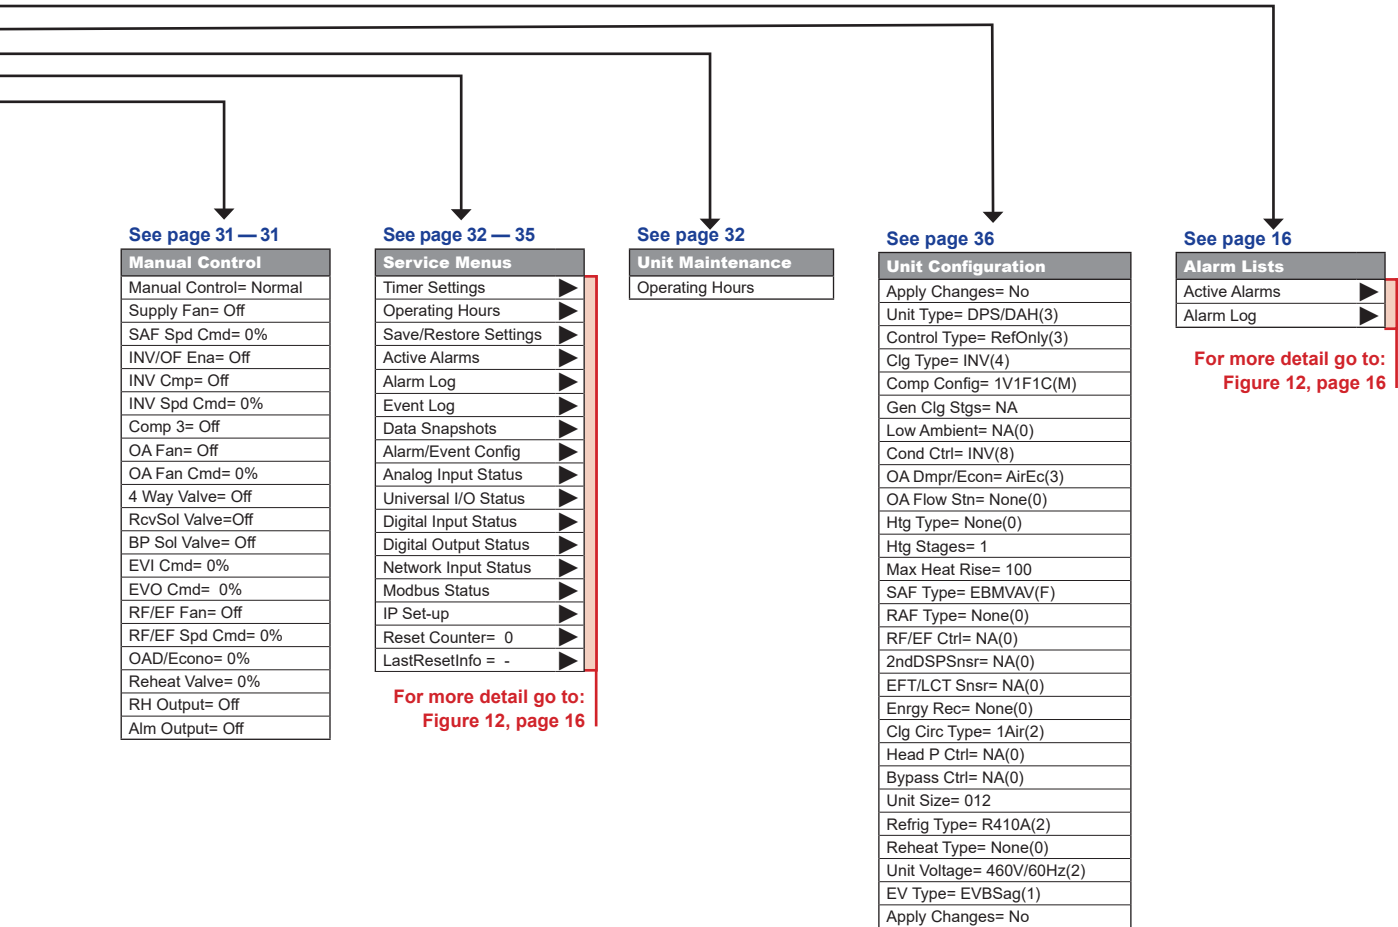 See page 31 — 31
Manual Control
Manual Control= Normal
Supply Fan= Off
SAF Spd Cmd= 0%
INV/OF Ena= Off
INV Cmp= Off
INV Spd Cmd= 0%
Comp 3= Off
OA Fan= Off
OA Fan Cmd= 0%
4 Way Valve= Off
RcvSol Valve=Off
BP Sol Valve= Off
EVI Cmd= 0%
EVO Cmd=  0%
RF/EF Fan= Off
RF/EF Spd Cmd= 0%
OAD/Econo= 0%
Reheat Valve= 0%
RH Output= Off
Alm Output= Off
See page 32 — 35
Service Menus
Timer Settings
Operating Hours
Save/Restore Settings
Active Alarms
Alarm Log
Event Log
Data Snapshots
Alarm/Event Config
Analog Input Status
Universal I/O Status
Digital Input Status
Digital Output Status
Network Input Status
Modbus Status
IP Set-up
Reset Counter=  0
LastResetInfo =  -
For more detail go to:
Figure 12, page 16
See page 32
Unit Maintenance
Operating Hours
See page 36
Unit Configuration
Apply Changes= No
Unit Type= DPS/DAH(3)
Control Type= RefOnly(3)
Clg Type= INV(4)
Comp Config= 1V1F1C(M)
Gen Clg Stgs= NA
Low Ambient= NA(0)
Cond Ctrl= INV(8)
OA Dmpr/Econ= AirEc(3)
OA Flow Stn= None(0)
Htg Type= None(0)
Htg Stages= 1
Max Heat Rise= 100
SAF Type= EBMVAV(F)
RAF Type= None(0)
RF/EF Ctrl= NA(0)
2ndDSPSnsr= NA(0)
EFT/LCT Snsr= NA(0)
Enrgy Rec= None(0)
Clg Circ Type= 1Air(2)
Head P Ctrl= NA(0)
Bypass Ctrl= NA(0)
Unit Size= 012
Refrig Type= R410A(2)
Reheat Type= None(0)
Unit Voltage= 460V/60Hz(2)
EV Type= EVBSag(1)
Apply Changes= No
See page 16
Alarm Lists
Active Alarms
Alarm Log
For more detail go to:
Figure 12, page 16